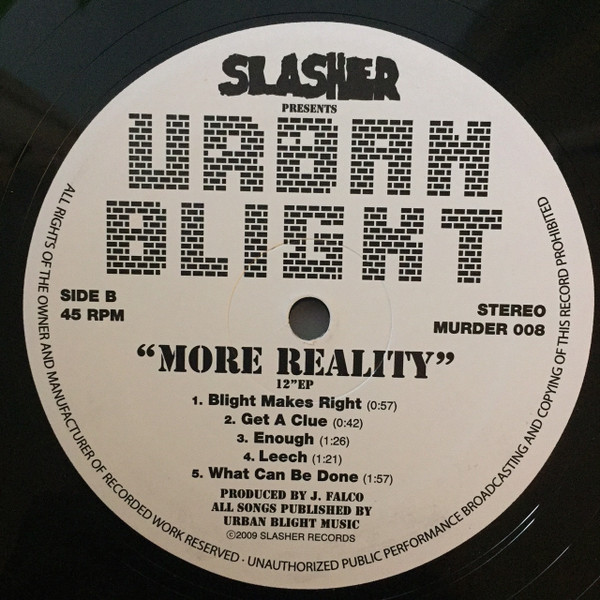 SLASHER
PRESENTS
URBAN
BLIGHT
SIDE B
45 RPM
STEREO
MURDER 008
“MORE REALITY”
12”EP
1. Blight Makes Right (0:57)
2. Get A Clue (0:42)
3. Enough (1:26)
4. Leech (1:21)
5. What Can Be Done (1:57)
PRODUCED BY J. FALCO
ALL SONGS PUBLISHED BY
URBAN BLIGHT MUSIC
©2009 SLASHER RECORDS
ALL RIGHTS OF THE OWNER AND MANUFACTURER OF RECORDED WORK RESERVED · UNAUTHORIZED PUBLIC PERFORMANCE BROADCASTING AND COPYING OF THIS RECORD PROHIBITED